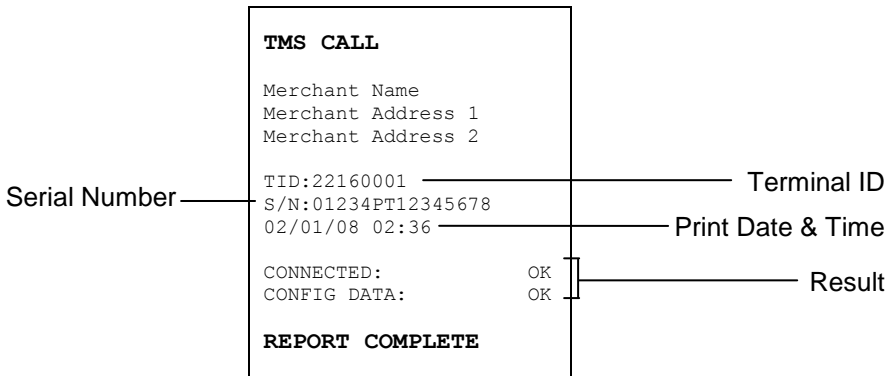 TMS CALL
Merchant Name
Merchant Address 1
Merchant Address 2
TID:22160001
Terminal ID
Serial Number
S/N:01234PT12345678
02/01/08 02:36
Print Date & Time
CONNECTED: OK
CONFIG DATA: OK
Result
REPORT COMPLETE